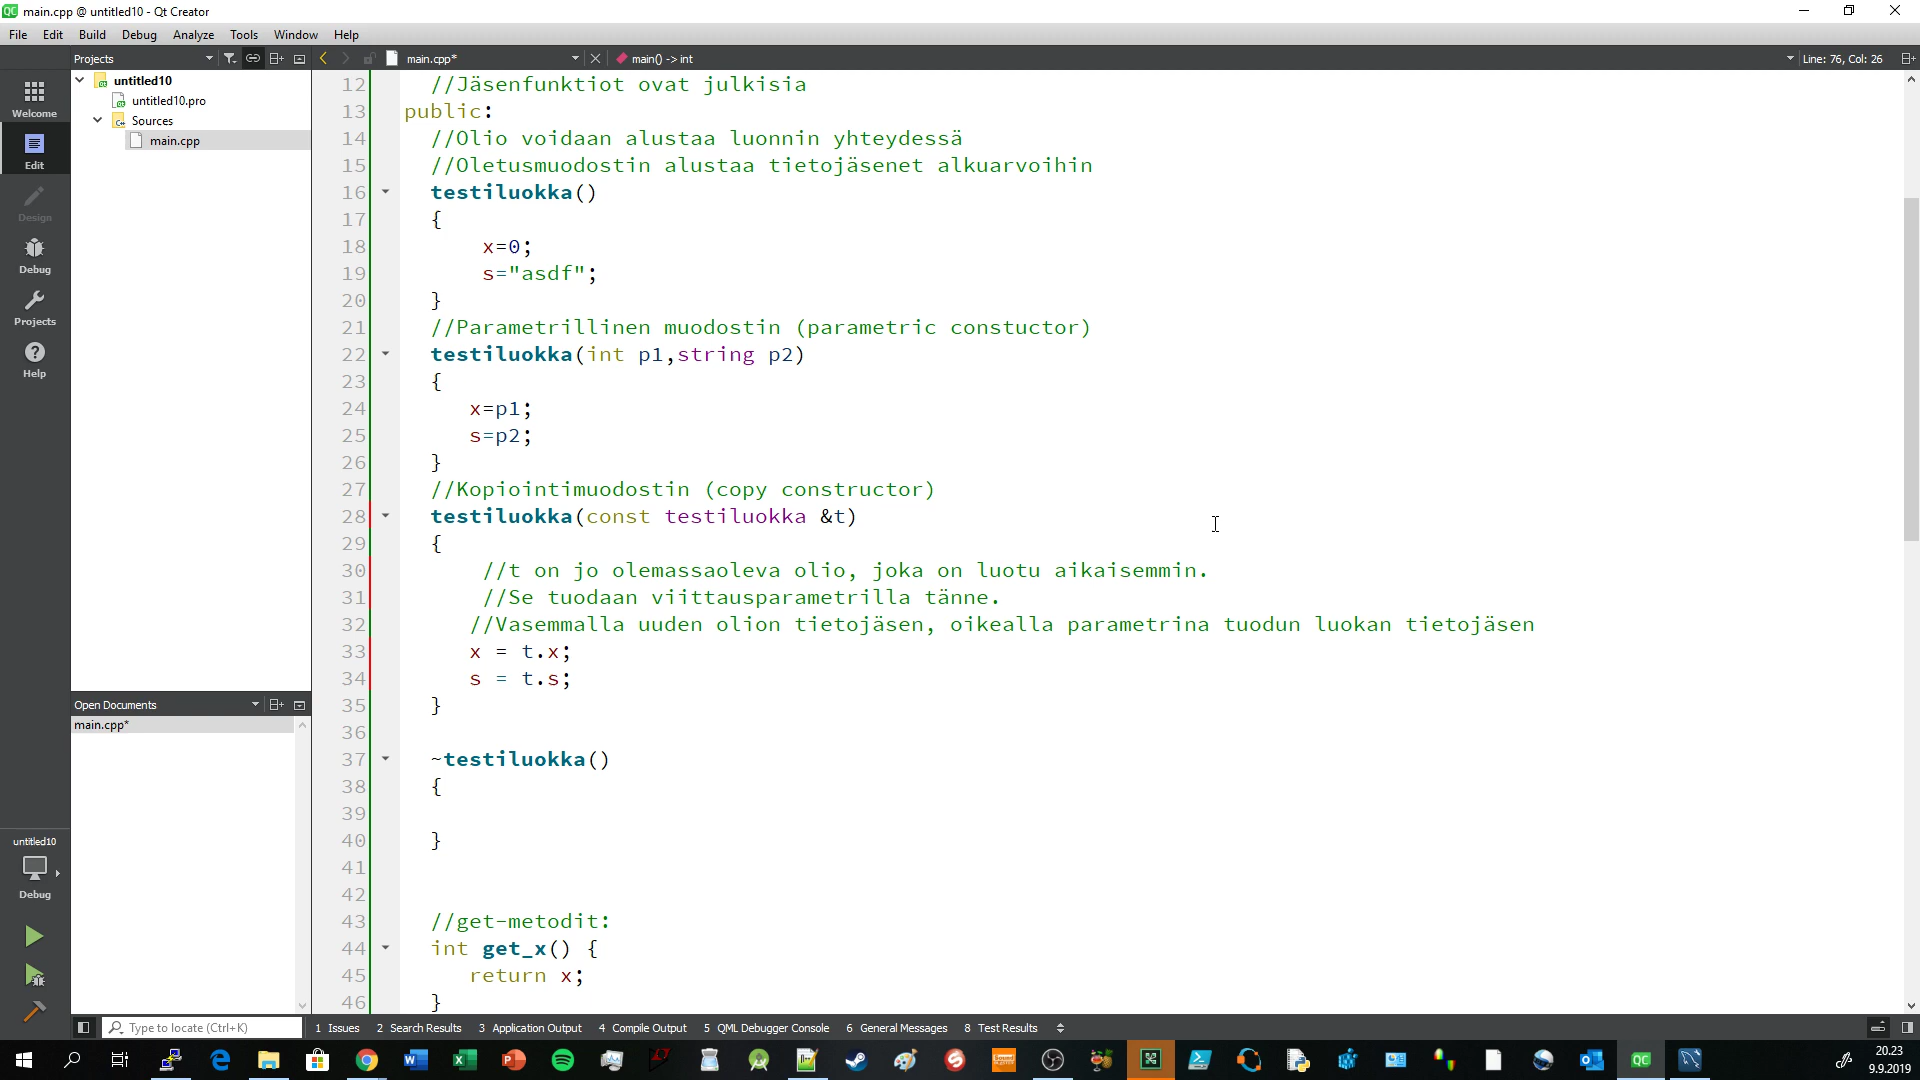 main.cpp @ untitled10 - Qt Creator
File Edit Build Debug Analyze Tools Window Help
Projects main.cpp* main() -> int Line: 76, Col: 26
untitled10
untitled10.pro
Sources
main.cpp
Welcome
Edit
Design
Debug
Projects
Help
12 //Jäsenfunktiot ovat julkisia
13 public:
14 //Olio voidaan alustaa luonnin yhteydessä
15 //Oletusmuodostin alustaa tietojäsenet alkuarvoihin
16 testiluokka()
17 {
18 x=0;
19 s="asdf";
20 }
21 //Parametrillinen muodostin (parametric constuctor)
22 testiluokka(int p1,string p2)
23 {
24 x=p1;
25 s=p2;
26 }
27 //Kopiointimuodostin (copy constructor)
28 testiluokka(const testiluokka &t)
29 {
30 //t on jo olemassaoleva olio, joka on luotu aikaisemmin.
31 //Se tuodaan viittausparametrilla tänne.
32 //Vasemmalla uuden olion tietojäsen, oikealla parametrina tuodun luokan tietojäsen
33 x = t.x;
34 s = t.s;
35 }
36
37 ~testiluokka()
38 {
39
40 }
41
42
43 //get-metodit:
44 int get_x() {
45 return x;
46 }
Open Documents
main.cpp*
untitled10
Debug
Type to locate (Ctrl+K) 1 Issues 2 Search Results 3 Application Output 4 Compile Output 5 QML Debugger Console 6 General Messages 8 Test Results
20.23
9.9.2019